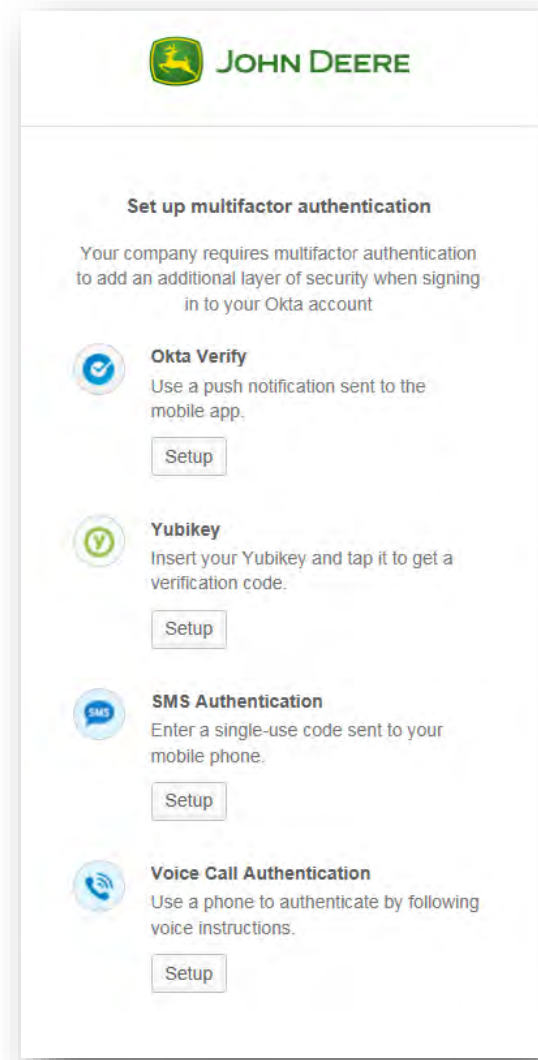 JOHN DEERE
Set up multifactor authentication
Your company requires multifactor authentication
to add an additional layer of security when signing
in to your Okta account
Okta Verify
Use a push notification sent to the
mobile app.
Setup
Yubikey
Insert your Yubikey and tap it to get a
verification code.
Setup
SMS
SMS Authentication
Enter a single-use code sent to your
mobile phone.
Setup
Voice Call Authentication
Use a phone to authenticate by following
voice instructions.
Setup